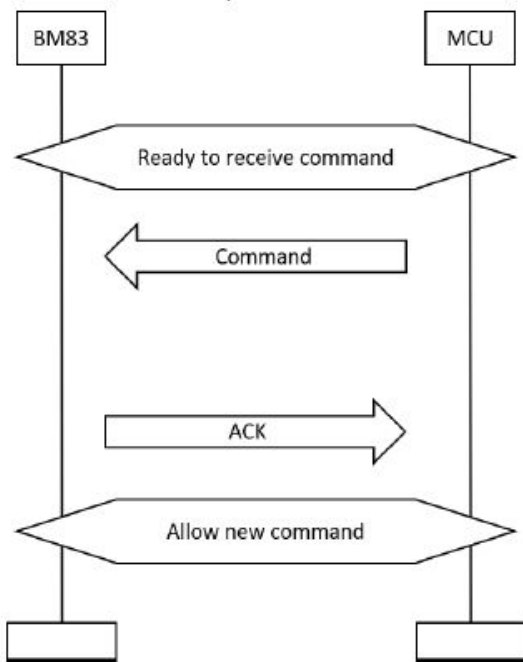 BM83
MCU
Ready to receive command
Command
ACK
Allow new command